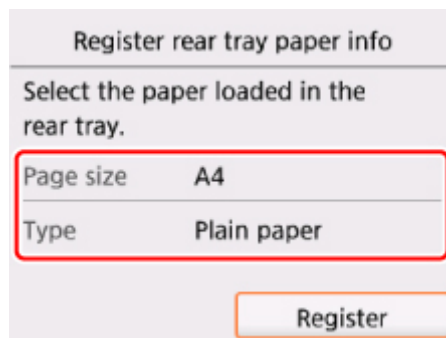 Register rear tray paper info
Select the paper loaded in the
rear tray.
Page size A4
Type Plain paper
Register